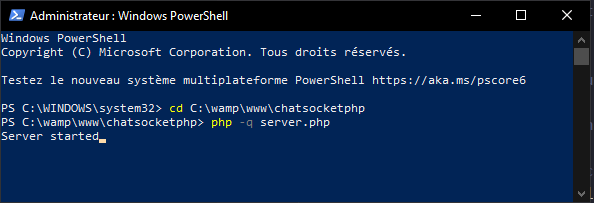 Administrateur : Windows PowerShell
Windows PowerShell
Copyright (C) Microsoft Corporation. Tous droits réservés.
Testez le nouveau système multiplateforme PowerShell https://aka.ms/pscore6
PS C:\WINDOWS\system32> cd C:\wamp\www\chatsocketphp
PS C:\wamp\www\chatsocketphp> php -q server.php
Server started